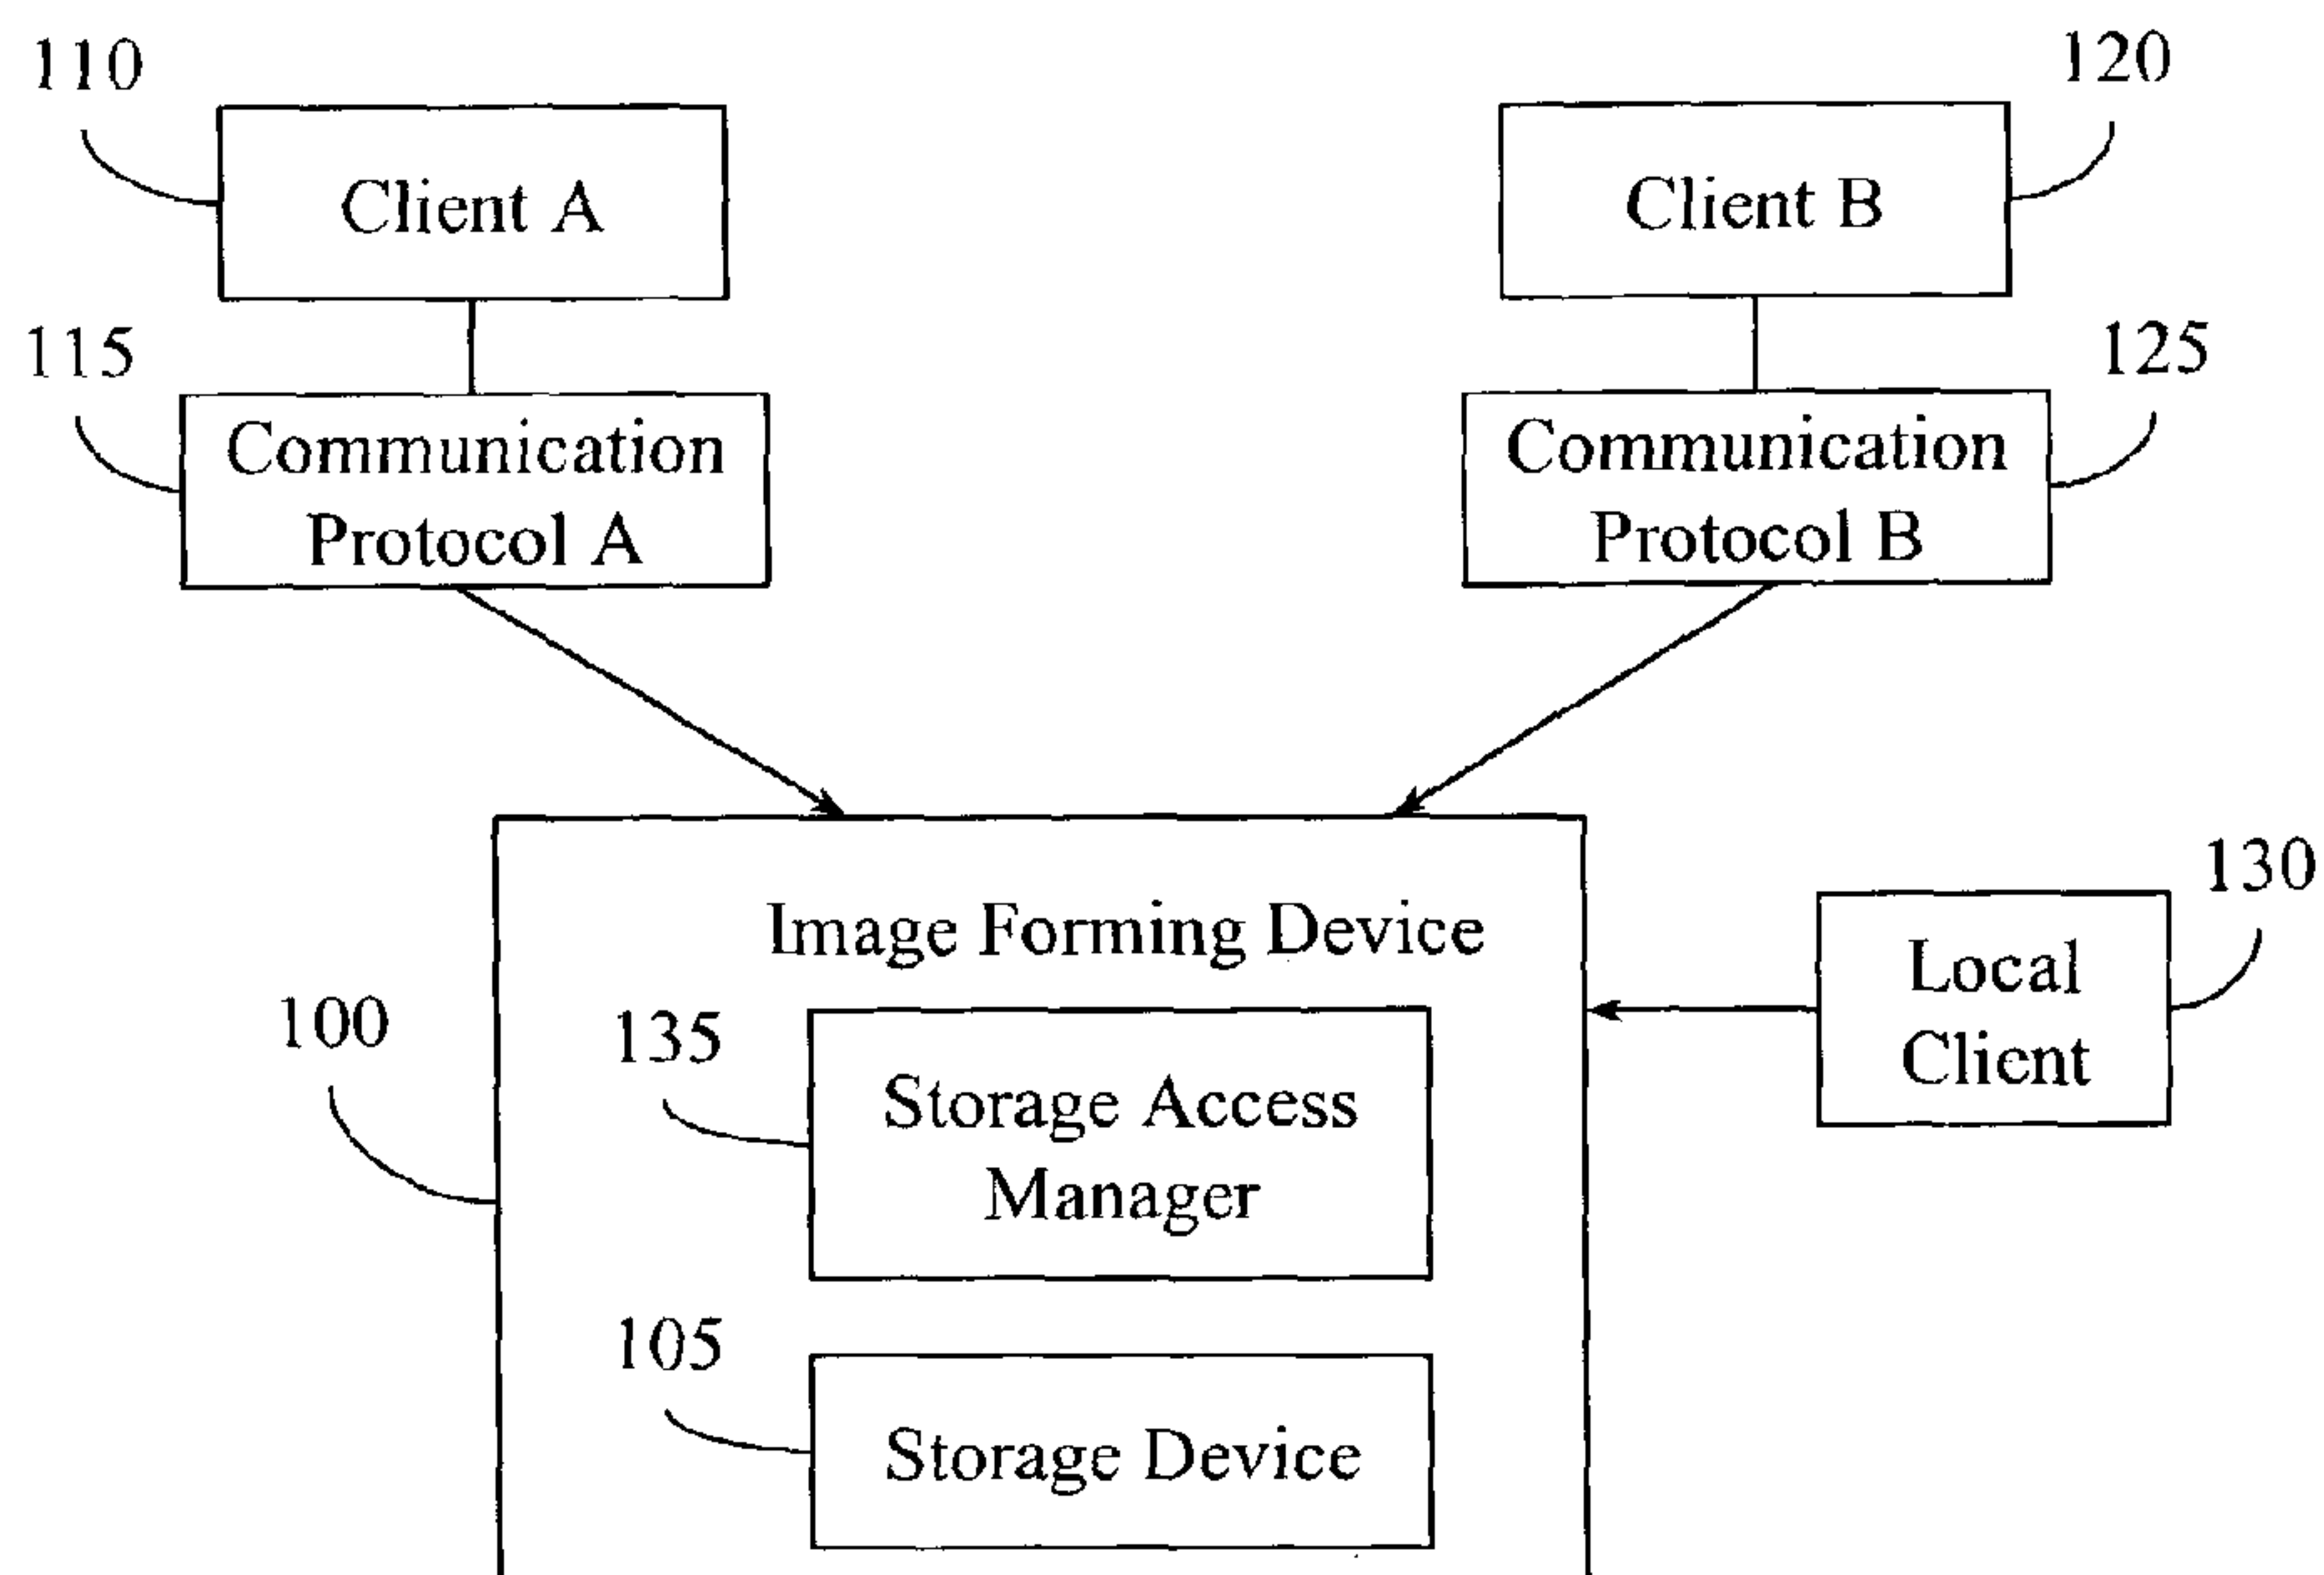 110
120
Client A
Client B
115
125
Communication
Protocol A
Communication
Protocol B
130
Image Forming Device
Local
Client
100
135
Storage Access
Manager
105
Storage Device